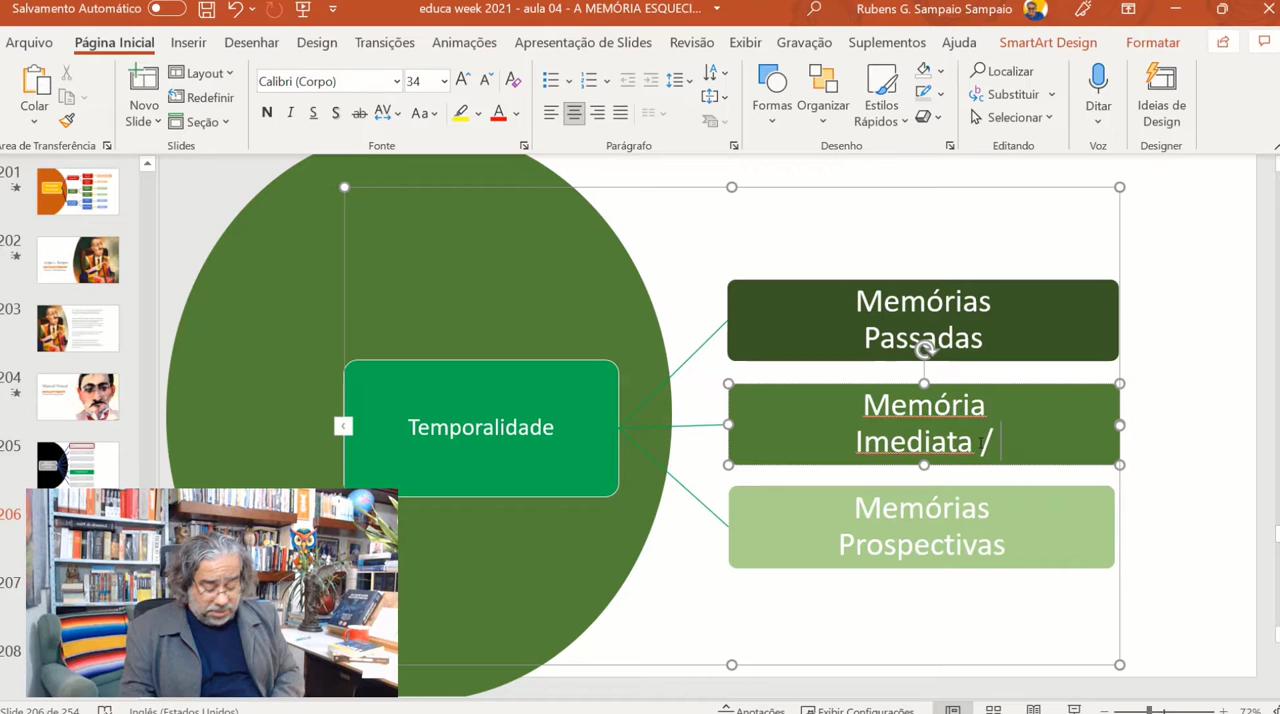 Salvamento Automático
educa week 2021 - aula 04 - A MEMÓRIA ESQUECI...
Rubens G. Sampaio Sampaio
Arquivo
Página Inicial
Inserir
Desenhar
Design
Transições
Animações
Apresentação de Slides
Revisão
Exibir
Gravação
Suplementos
Ajuda
SmartArt Design
Formatar
Colar
Novo
Slide
Layout
Redefinir
Seção
Calibri (Corpo)
34
Formas
Organizar
Estilos
Rápidos
Localizar
Substituir
Selecionar
Ditar
Ideias de
Design
Área de Transferência
Slides
Fonte
Parágrafo
Desenho
Editando
Voz
Designer
201
202
203
204
205
206
207
208
Temporalidade
Memórias
Passadas
Memória
Imediata /
Memórias
Prospectivas
Slide 206 de 254
Inglês (Estados Unidos)
Anotações
Exibir Configurações
72%